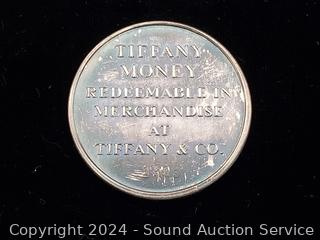 TIFFANY
MONEY
REDEEMABLE IN
MERCHANDISE
AT
TIFFANY & CO.
Copyright 2024 - Sound Auction Service